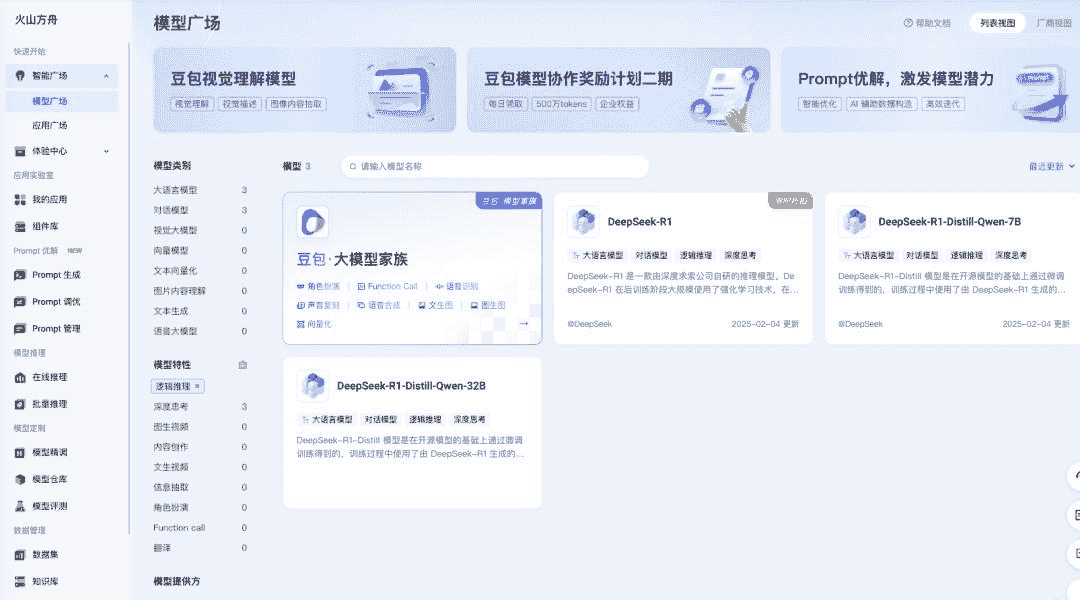 火山方舟
快速开始
智能广场
模型广场
应用广场
体验中心
应用实验室
我的应用
组件库
Prompt 优解 NEW
Prompt 生成
Prompt 调优
Prompt 管理
模型推理
在线推理
批量推理
模型定制
模型精调
模型仓库
模型评测
数据管理
数据集
知识库
模型广场
帮助文档
列表视图
厂商视图
豆包视觉理解模型
视觉理解 视觉描述 图像内容抽取
豆包模型协作奖励计划二期
每日领取 500万tokens 企业权益
Prompt优解，激发模型潜力
智能优化 AI 辅助数据构造 高效迭代
模型类别
大语言模型 3
对话模型 3
视觉大模型 0
向量模型 0
文本向量化 0
图片内容理解 0
文本生成 0
语音大模型 0
模型特性
逻辑推理 ×
深度思考 3
图生视频 0
内容创作 0
文生视频 0
信息抽取 0
角色扮演 0
Function call 0
翻译 0
模型提供方
模型 3
请输入模型名称
最近更新
豆包 模型家族
豆包·大模型家族
角色扮演 Function Call 语音识别
声音复刻 语音合成 文生图 图生图
向量化
DeepSeek-R1
大语言模型 对话模型 逻辑推理 深度思考
DeepSeek-R1 是一款由深度求索公司自研的推理模型。De
epSeek-R1 在后训练阶段大规模使用了强化学习技术，在...
@DeepSeek 2025-02-04 更新
DeepSeek-R1-Distill-Qwen-7B
大语言模型 对话模型 逻辑推理 深度思考
DeepSeek-R1-Distill 模型是在开源模型的基础上通过微调
训练得到的，训练过程中使用了由 DeepSeek-R1 生成的...
@DeepSeek 2025-02-04 更新
DeepSeek-R1-Distill-Qwen-32B
大语言模型 对话模型 逻辑推理 深度思考
DeepSeek-R1-Distill 模型是在开源模型的基础上通过微调
训练得到的，训练过程中使用了由 DeepSeek-R1 生成的...